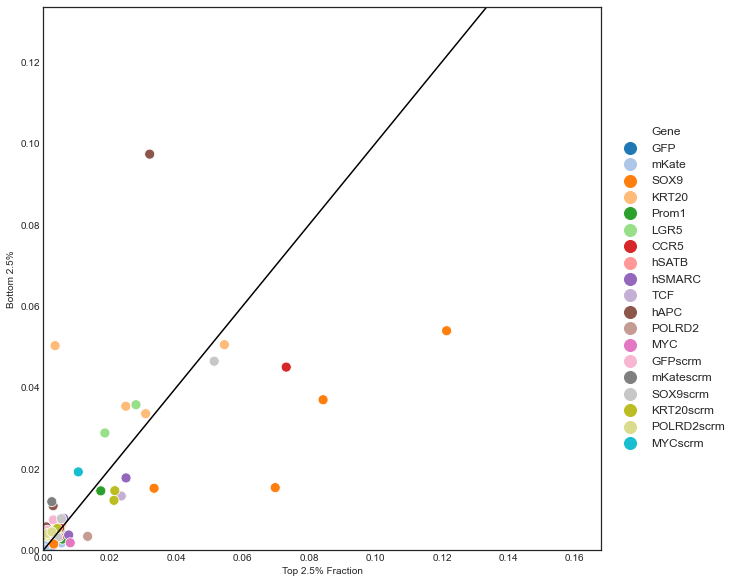 0.12
0.10
0.08
0.06
0.04
0.02
0.00
Bottom 2.5%
0.00 0.02 0.04 0.06 0.08 0.10 0.12 0.14 0.16
Top 2.5% Fraction
Gene
GFP
mKate
SOX9
KRT20
Prom1
LGR5
CCR5
hSATB
hSMARC
TCF
hAPC
POLRD2
MYC
GFPscrm
mKatescrm
SOX9scrm
KRT20scrm
POLRD2scrm
MYCscrm